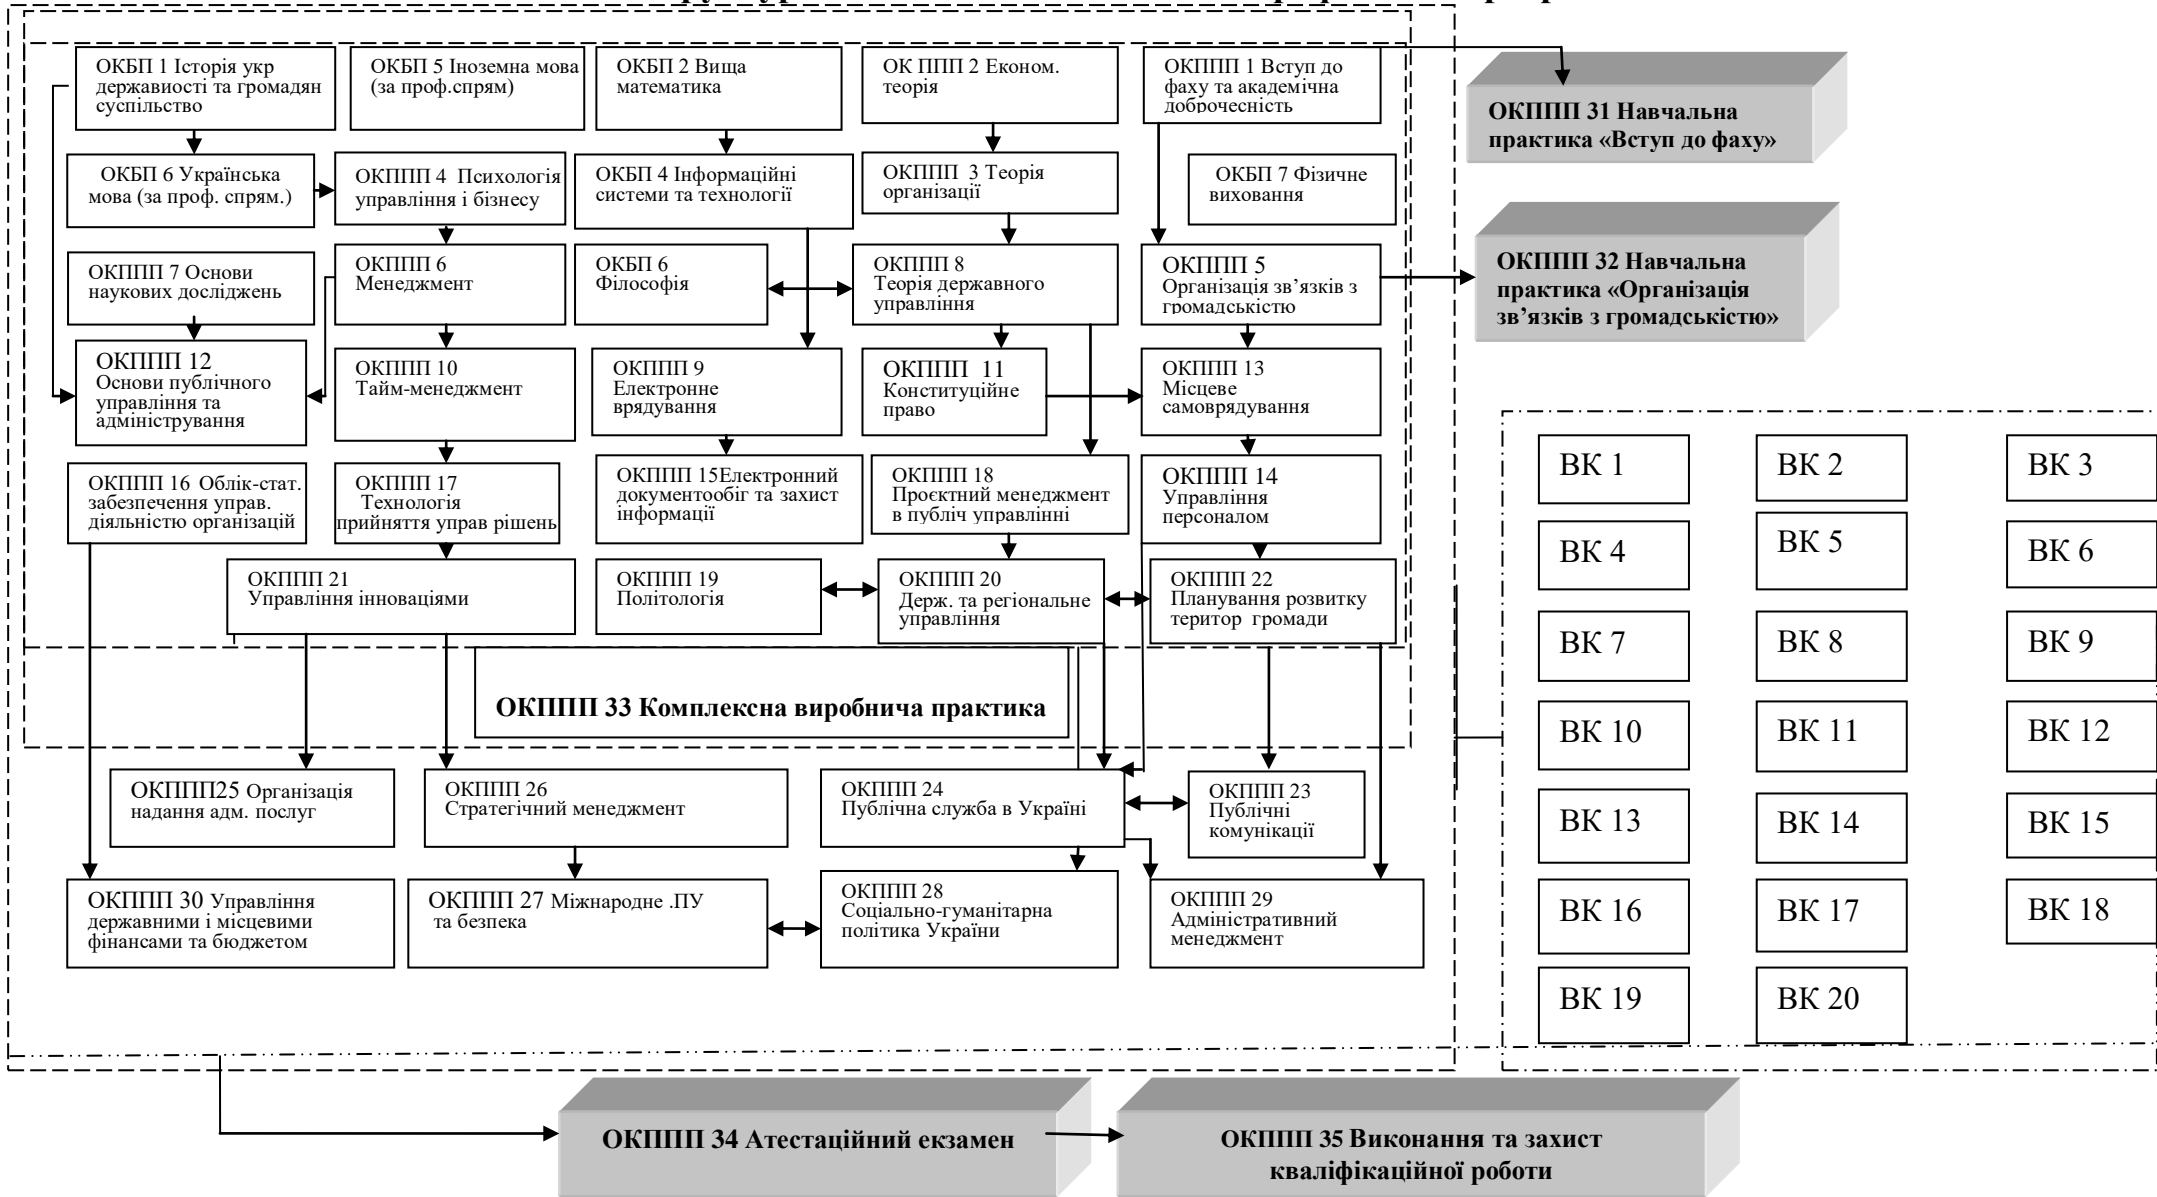 ОКБП 1 Історія укр
державиості та громадян
суспільство
ОКБП 5 Іноземна мова
(за проф.спрям)
ОКБП 2 Вища
математика
ОК ППП 2 Економ.
теорія
ОКППП 1 Вступ до
фаху та академічна
доброчесність
ОКППП 31 Навчальна
практика «Вступ до фаху»
ОКБП 6 Українська
мова (за проф. спрям.)
ОКППП 4 Психологія
управління і бізнесу
ОКБП 4 Інформаційні
системи та технології
ОКППП 3 Теорія
організації
ОКБП 7 Фізичне
виховання
ОКППП 7 Основи
наукових досліджень
ОКППП 6
Менеджмент
ОКБП 6
Філософія
ОКППП 8
Теорія державного
управління
ОКППП 5
Організація зв’язків з
громадськістю
ОКППП 32 Навчальна
практика «Організація
зв’язків з громадськістю»
ОКППП 12
Основи публічного
управління та
адміністрування
ОКППП 10
Тайм-менеджмент
ОКППП 9
Електронне
врядування
ОКППП 11
Конституційне
право
ОКППП 13
Місцеве
самоврядування
ОКППП 16 Облік-стат.
забезпечення управ.
діяльністю організацій
ОКППП 17
Технологія
прийняття управ рішень
ОКППП 15Електронний
документообіг та захист
інформації
ОКППП 18
Проєктний менеджмент
в публіч управлінні
ОКППП 14
Управління
персоналом
ОКППП 21
Управління інноваціями
ОКППП 19
Політологія
ОКППП 20
Держ. та регіональне
управління
ОКППП 22
Планування розвитку
територ громади
ОКППП 33 Комплексна виробнича практика
ОКППП25 Організація
надання адм. послуг
ОКППП 26
Стратегічний менеджмент
ОКППП 24
Публічна служба в Україні
ОКППП 23
Публічні
комунікації
ОКППП 30 Управління
державними і місцевими
фінансами та бюджетом
ОКППП 27 Міжнародне .ПУ
та безпека
ОКППП 28
Соціально-гуманітарна
політика України
ОКППП 29
Адміністративний
менеджмент
ВК 1
ВК 2
ВК 3
ВК 4
ВК 5
ВК 6
ВК 7
ВК 8
ВК 9
ВК 10
ВК 11
ВК 12
ВК 13
ВК 14
ВК 15
ВК 16
ВК 17
ВК 18
ВК 19
ВК 20
ОКППП 34 Атестаційний екзамен
ОКППП 35 Виконання та захист
кваліфікаційної роботи